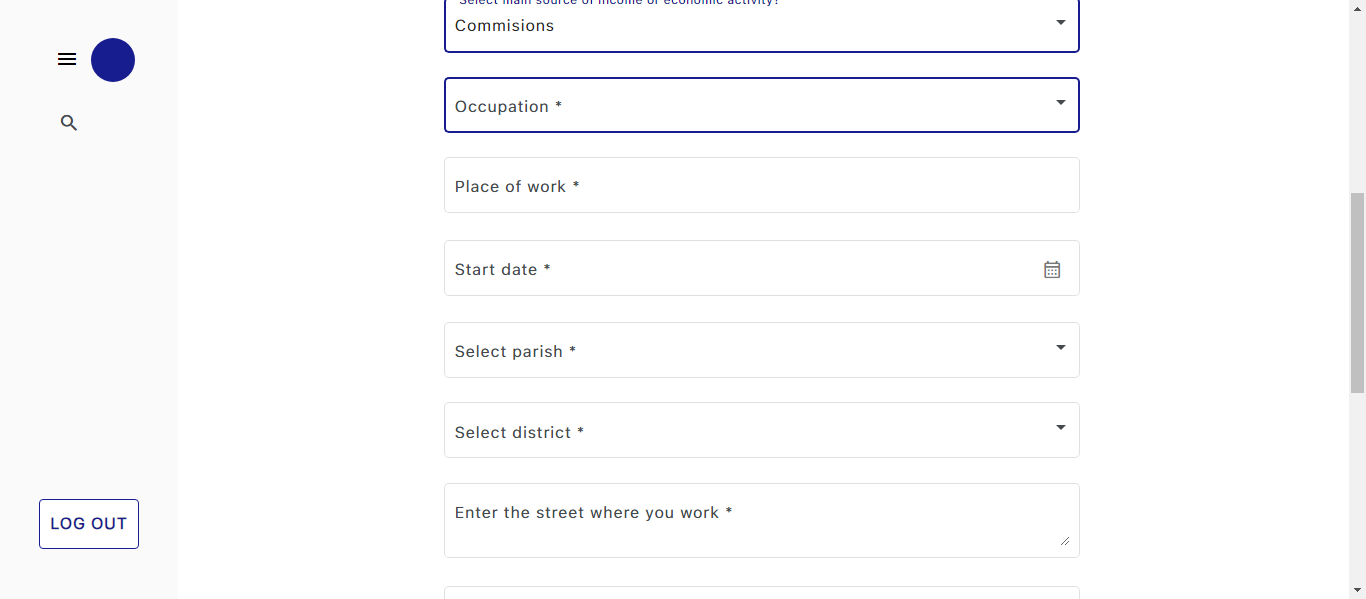 Select main source of income or economic activity?
Commisions
Occupation *
Place of work *
Start date *
Select parish *
Select district *
Enter the street where you work *
LOG OUT